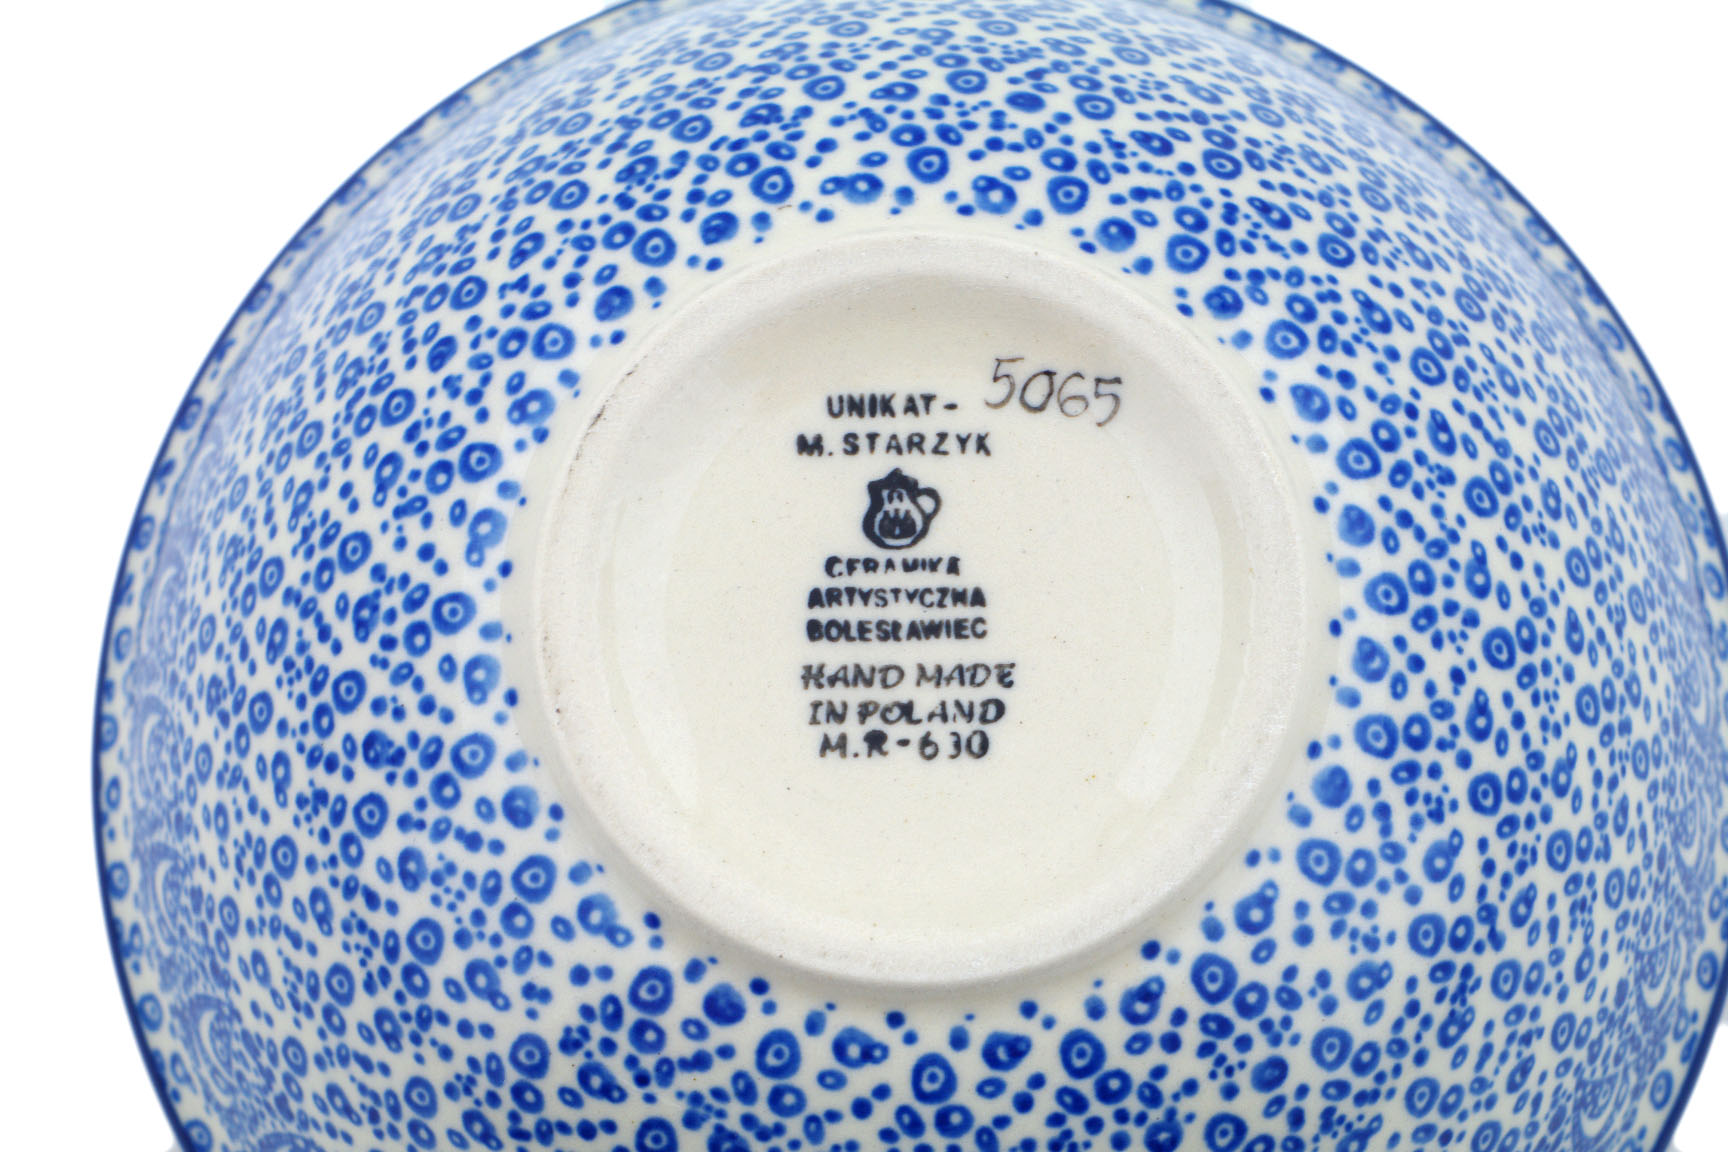 UNIKAT- 5065
M. STARZYK
CERAMIKA
ARTYSTYCZNA
BOLESŁAWIEC
HAND MADE
IN POLAND
M.R-630